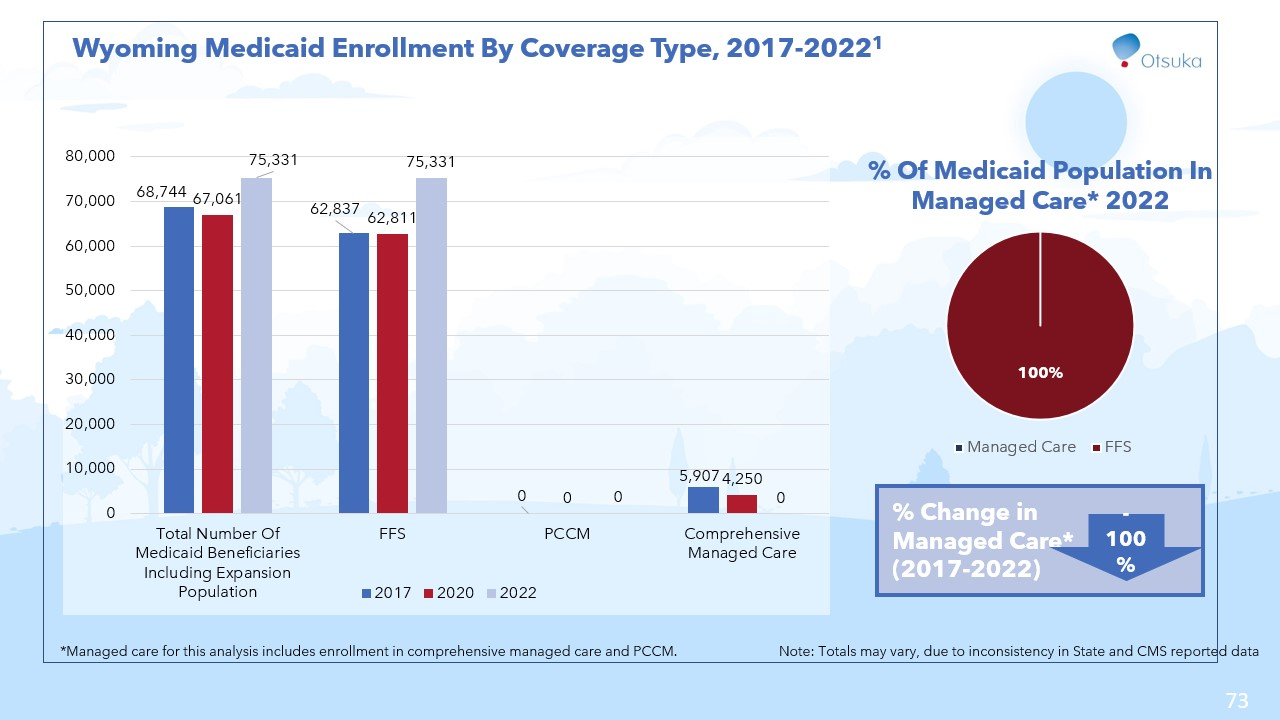 Wyoming Medicaid Enrollment By Coverage Type, 2017-2022¹
Otsuka
80,000
70,000
60,000
50,000
40,000
30,000
20,000
10,000
0
68,744
67,061
75,331
62,837
62,811
75,331
0
0
0
5,907
4,250
0
Total Number Of
Medicaid Beneficiaries
Including Expansion
Population
FFS
PCCM
Comprehensive
Managed Care
2017 2020 2022
% Of Medicaid Population In
Managed Care* 2022
100%
Managed Care FFS
% Change in
Managed Care*
(2017-2022)
-
100
%
*Managed care for this analysis includes enrollment in comprehensive managed care and PCCM.
Note: Totals may vary, due to inconsistency in State and CMS reported data
73